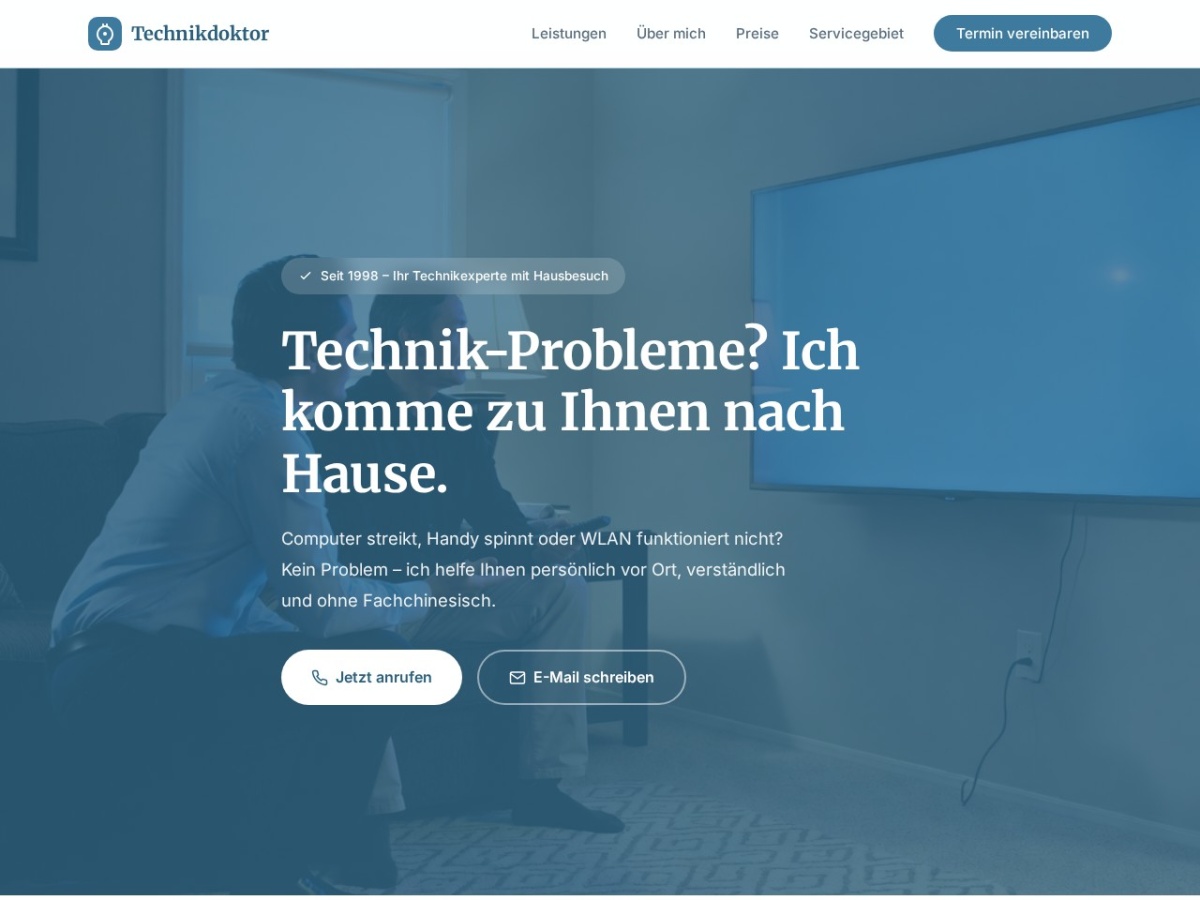 Technikdoktor
Leistungen
Über mich
Preise
Servicegebiet
Termin vereinbaren
Seit 1998 – Ihr Technikexperte mit Hausbesuch
Technik-Probleme? Ich
komme zu Ihnen nach
Hause.
Computer streikt, Handy spinnt oder WLAN funktioniert nicht?
Kein Problem – ich helfe Ihnen persönlich vor Ort, verständlich
und ohne Fachchinesisch.
Jetzt anrufen
E-Mail schreiben